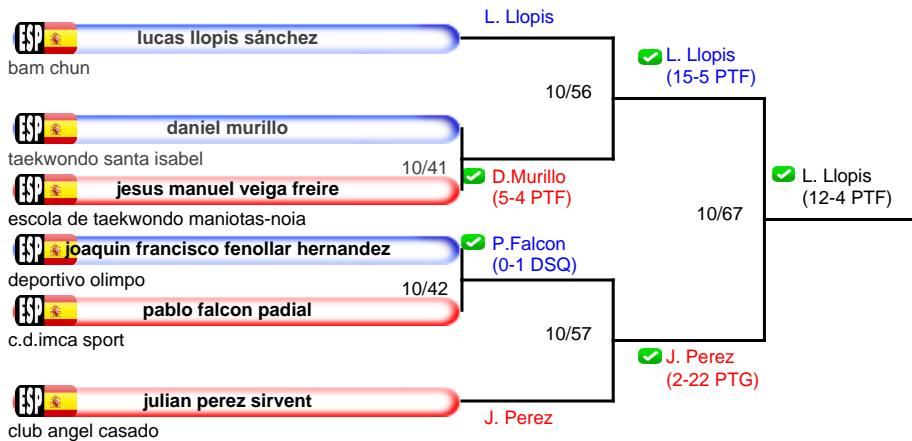 L. Llopis
ESP lucas llopis sánchez
bam chun
L. Llopis
(15-5 PTF)
10/56
ESP daniel murillo
taekwondo santa isabel
10/41
D.Murillo
(5-4 PTF)
ESP jesus manuel veiga freire
escola de taekwondo maniotas-noia
L. Llopis
(12-4 PTF)
10/67
ESP joaquin francisco fenollar hernandez
deportivo olimpo
P.Falcon
(0-1 DSQ)
10/42
ESP pablo falcon padial
c.d.imca sport
10/57
J. Perez
(2-22 PTG)
ESP julian perez sirvent
club angel casado
J. Perez